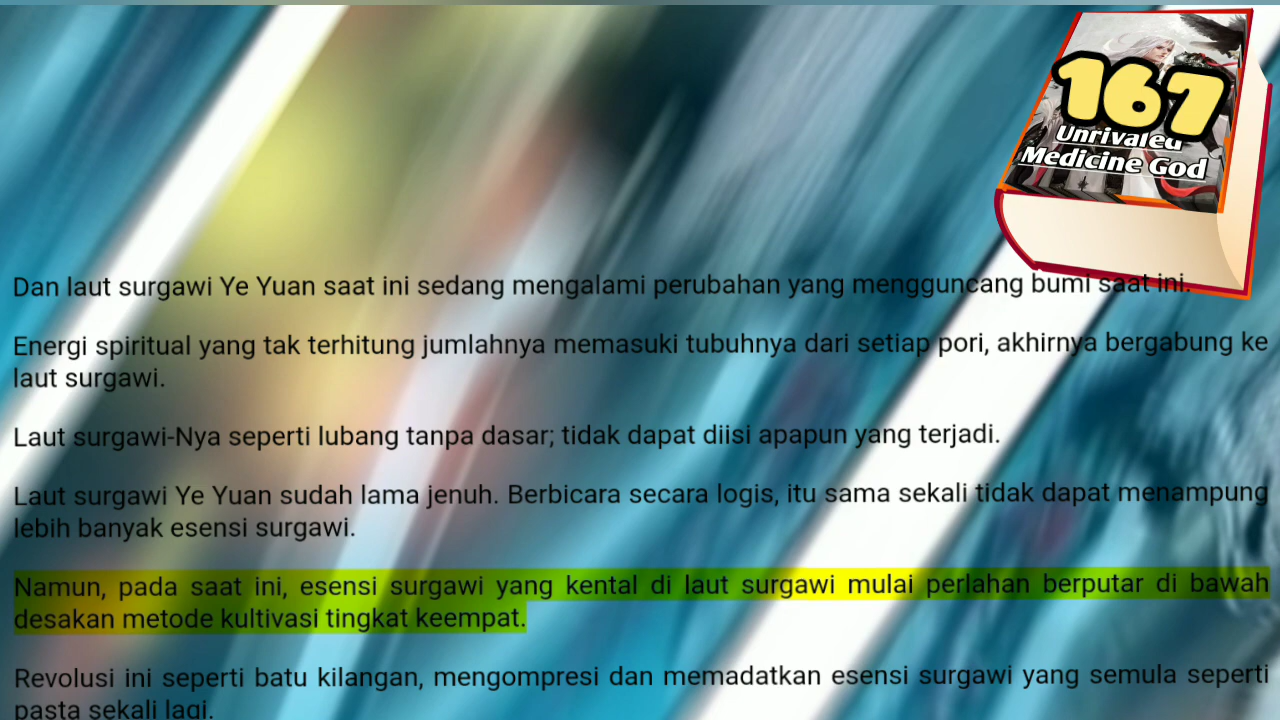 167
Unrivaled
Medicine God
Dan laut surgawi Ye Yuan saat ini sedang mengalami perubahan yang mengguncang bumi saat ini.
Energi spiritual yang tak terhitung jumlahnya memasuki tubuhnya dari setiap pori, akhirnya bergabung ke
laut surgawi.
Laut surgawi-Nya seperti lubang tanpa dasar; tidak dapat diisi apapun yang terjadi.
Laut surgawi Ye Yuan sudah lama jenuh. Berbicara secara logis, itu sama sekali tidak dapat menampung
lebih banyak esensi surgawi.
Namun, pada saat ini, esensi surgawi yang kental di laut surgawi mulai perlahan berputar di bawah
desakan metode kultivasi tingkat keempat.
Revolusi ini seperti batu kilangan, mengompresi dan memadatkan esensi surgawi yang semula seperti
pasta sekali lagi.